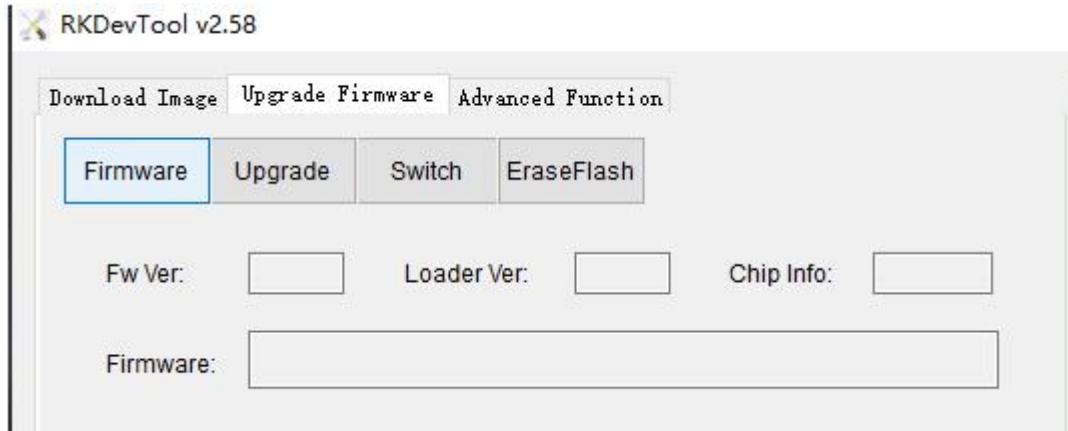 RKDevTool v2.58
Download Image Upgrade Firmware Advanced Function
Firmware Upgrade Switch EraseFlash
Fw Ver: Loader Ver: Chip Info:
Firmware: